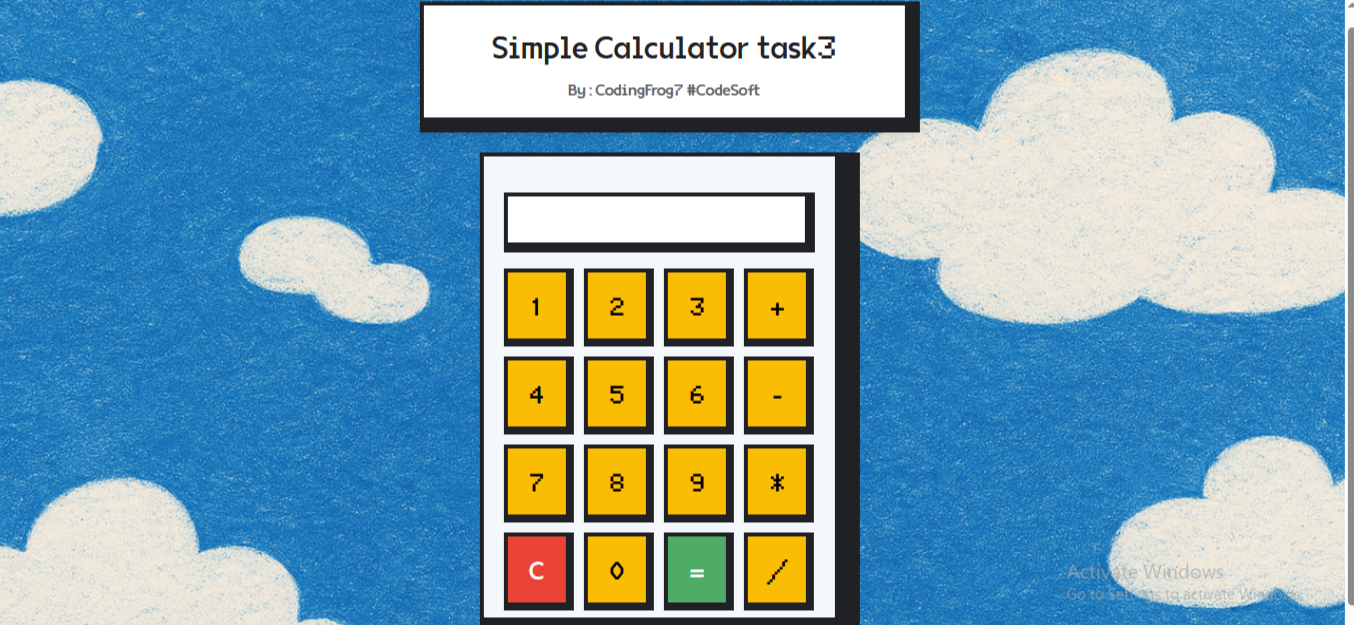 Simple Calculator task3
By : CodingFrog7 #CodeSoft
1 2 3 +
4 5 6 -
7 8 9 *
C 0 = /
Activate Windows
Go to Settings to activate Windows.